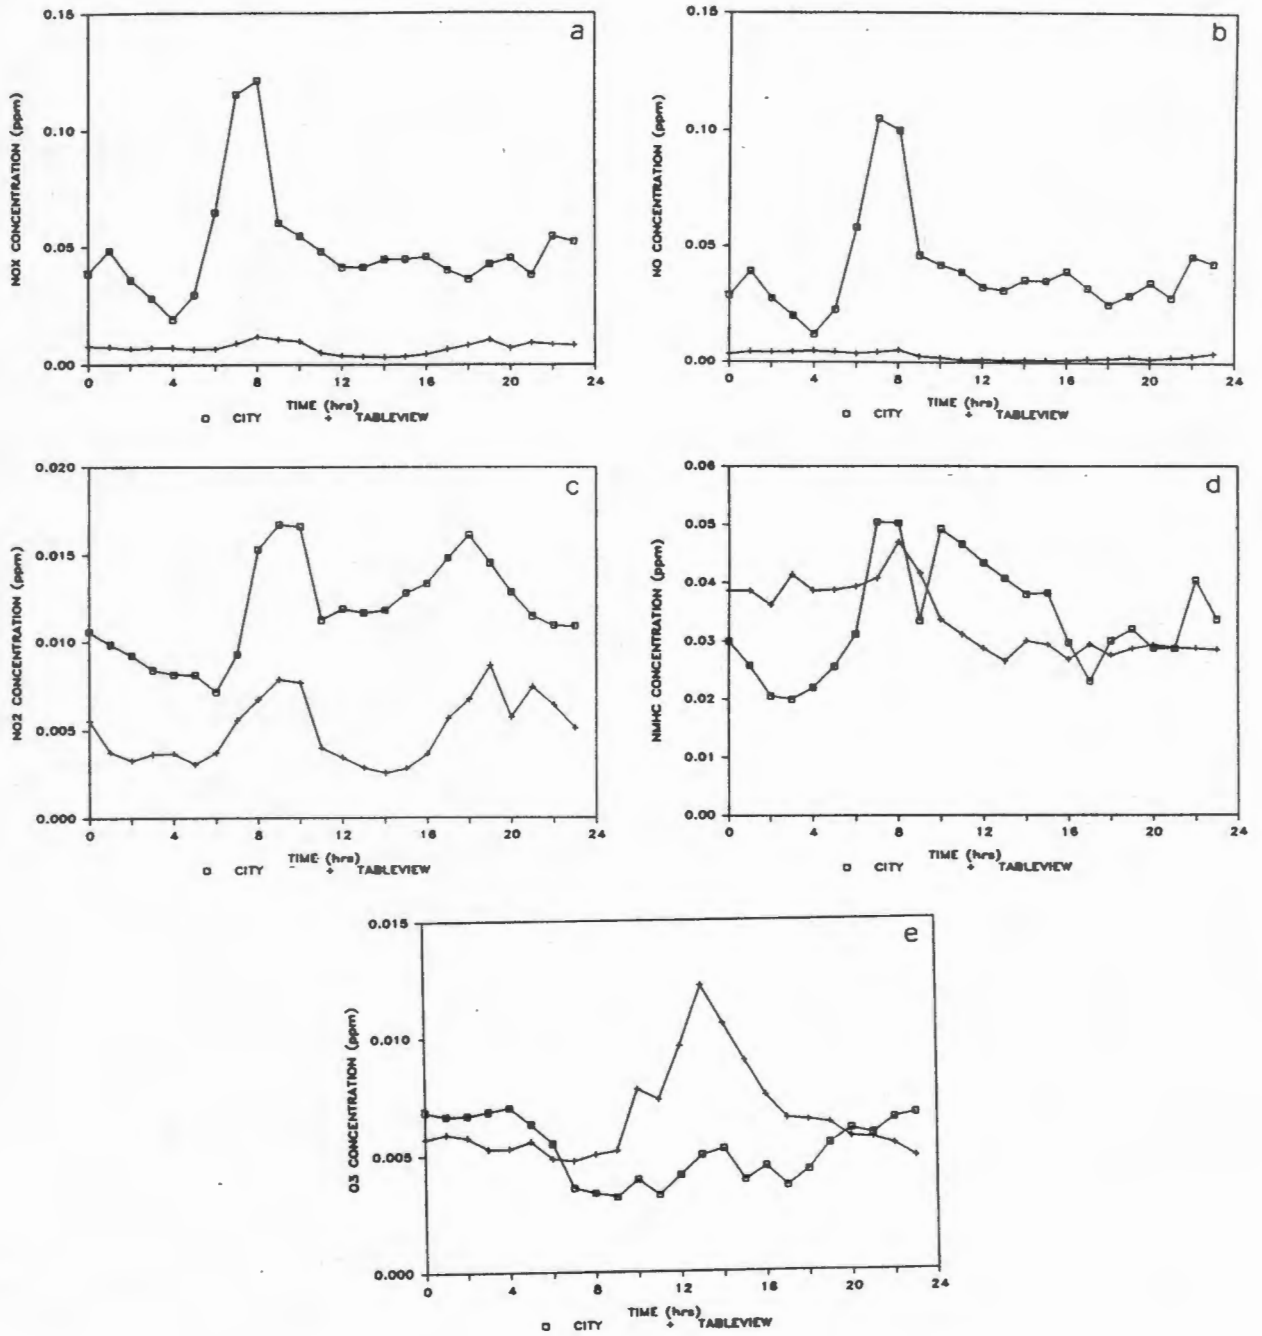 a
NOX CONCENTRATION (ppm)
0.15
0.10
0.05
0.00
0 4 8 12 16 20 24
TIME (hrs)
CITY + TABLEVIEW
b
NO CONCENTRATION (ppm)
0.15
0.10
0.05
0.00
0 4 8 12 16 20 24
TIME (hrs)
CITY + TABLEVIEW
c
NO2 CONCENTRATION (ppm)
0.020
0.015
0.010
0.005
0.000
0 4 8 12 16 20 24
TIME (hrs)
CITY + TABLEVIEW
d
NMHC CONCENTRATION (ppm)
0.06
0.05
0.04
0.03
0.02
0.01
0.00
0 4 8 12 16 20 24
TIME (hrs)
CITY + TABLEVIEW
e
O3 CONCENTRATION (ppm)
0.015
0.010
0.005
0.000
0 4 8 12 16 20 24
TIME (hrs)
CITY + TABLEVIEW